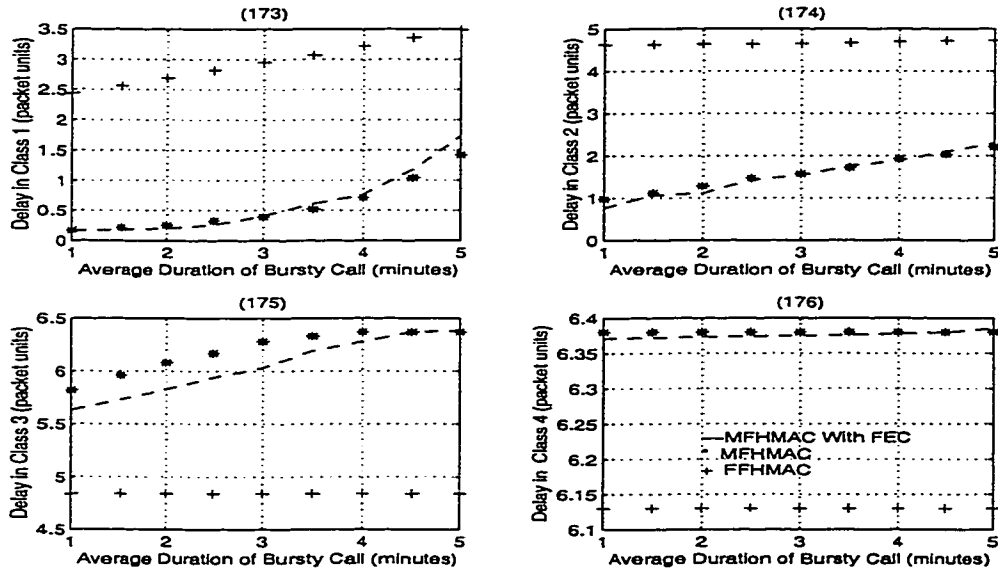 (173)
Delay in Class 1 (packet units)
3.5
3
2.5
2
1.5
1
0.5
0
1 2 3 4 5
Average Duration of Bursty Call (minutes)
(174)
Delay in Class 2 (packet units)
5
4
3
2
1
0
1 2 3 4 5
Average Duration of Bursty Call (minutes)
(175)
Delay in Class 3 (packet units)
6.5
6
5.5
5
4.5
1 2 3 4 5
Average Duration of Bursty Call (minutes)
(176)
Delay in Class 4 (packet units)
6.4
6.35
6.3
6.25
6.2
6.15
6.1
MFHMAC With FEC
MFHMAC
FFHMAC
1 2 3 4 5
Average Duration of Bursty Call (minutes)